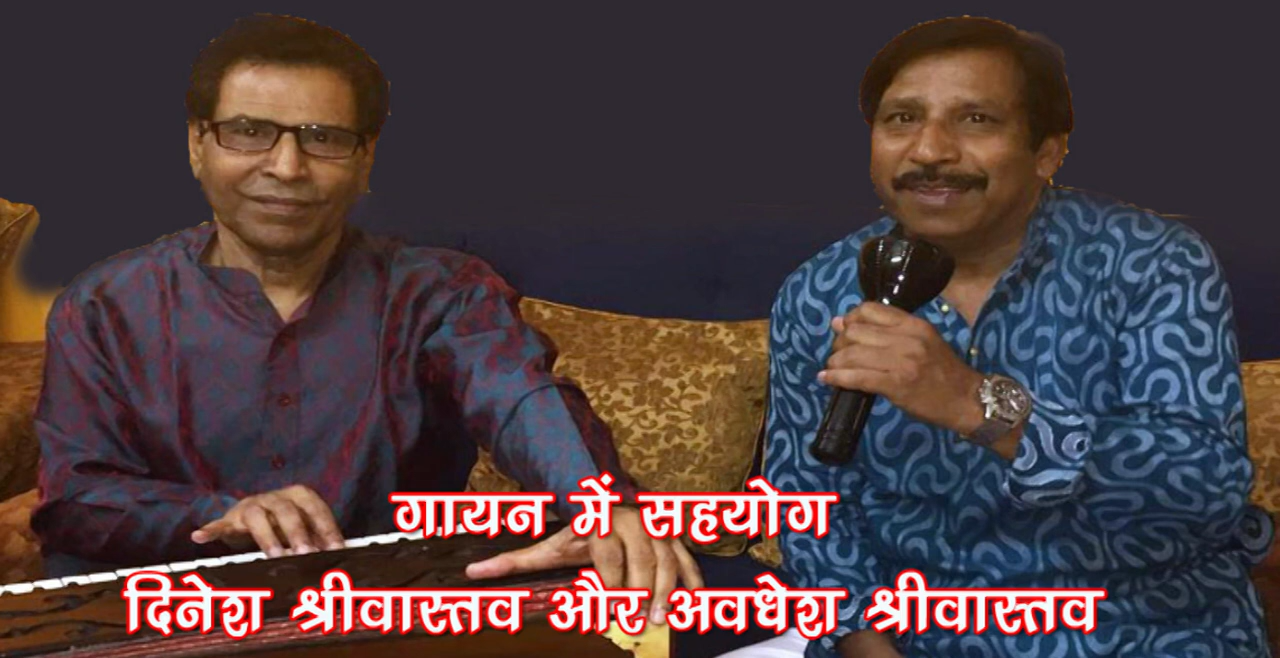 गायन में सहयोग
दिनेश श्रीवास्तव और अवधेश श्रीवास्तव